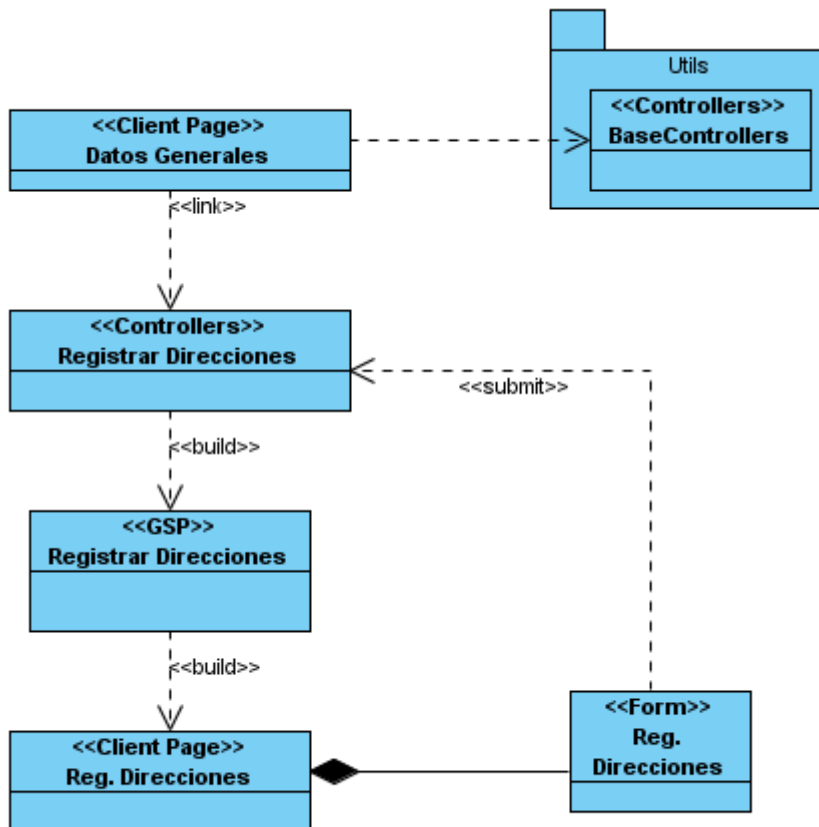 Utils
<<Controllers>>
BaseControllers
<<Client Page>>
Datos Generales
<<link>>
<<Controllers>>
Registrar Direcciones
<<submit>>
<<build>>
<<GSP>>
Registrar Direcciones
<<build>>
<<Client Page>>
Reg. Direcciones
<<Form>>
Reg.
Direcciones